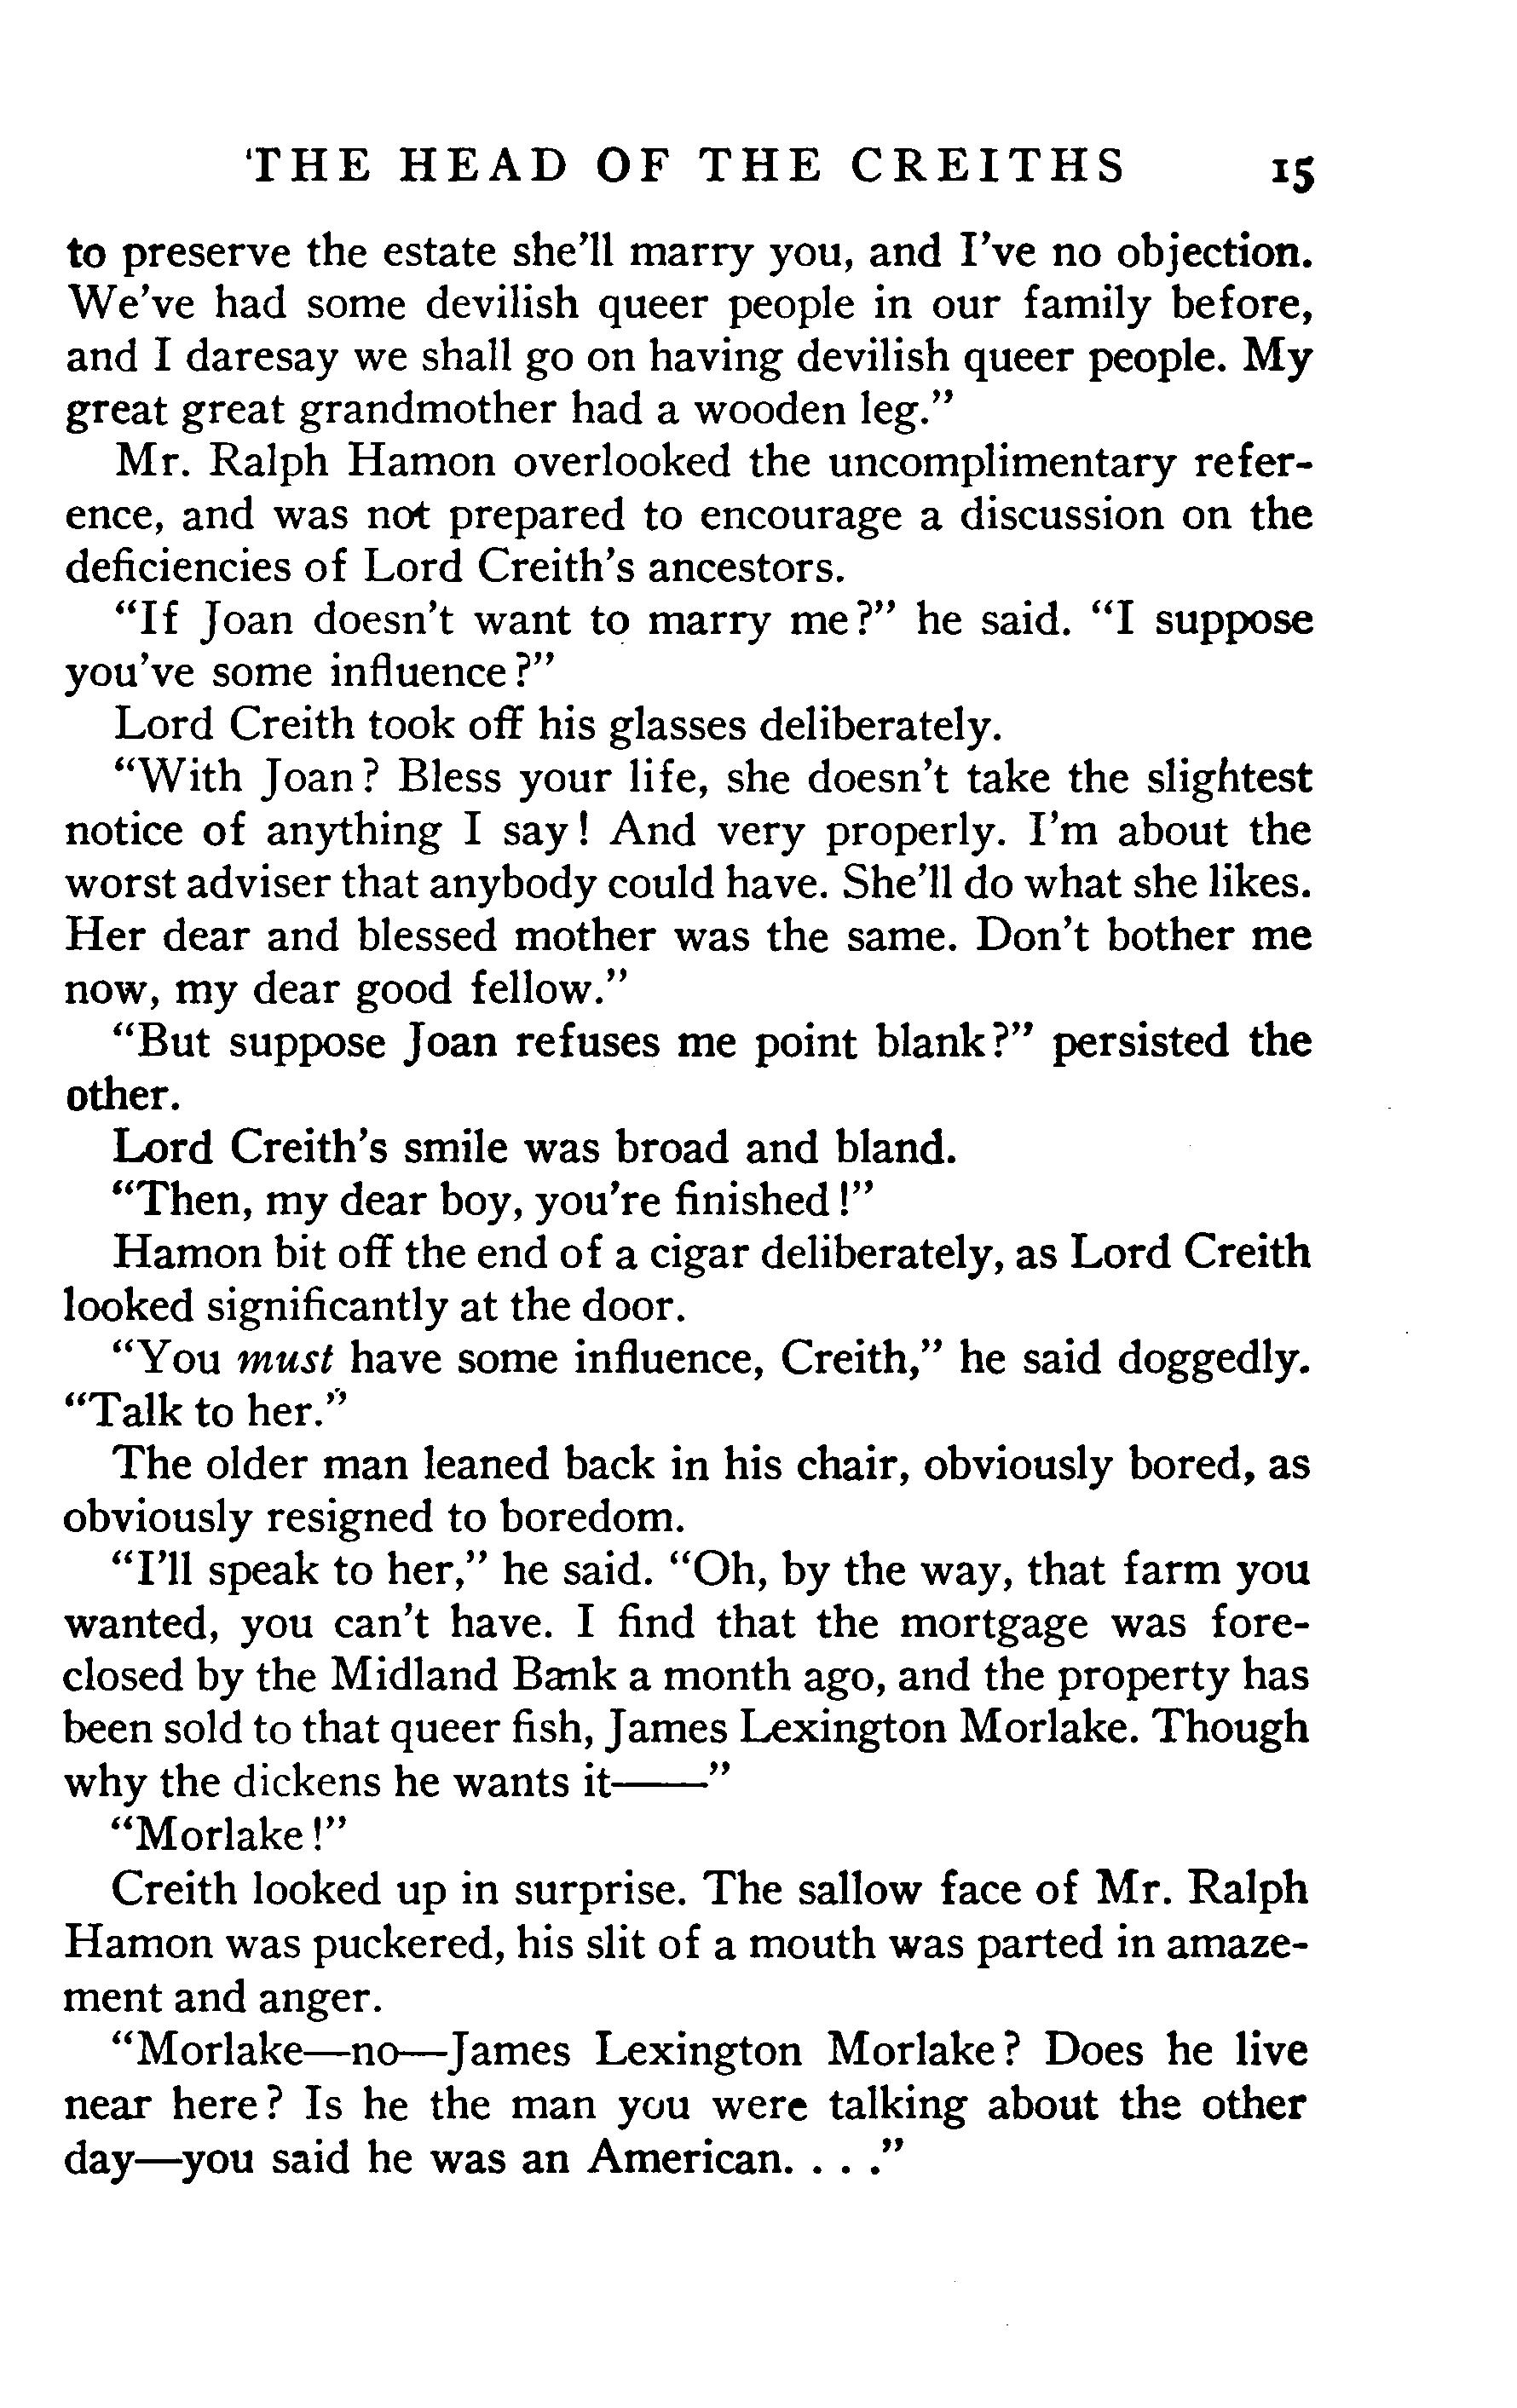 THE HEAD OF THE CREITHS 15
to preserve the estate she'll marry you, and I've no objection.
We've had some devilish queer people in our family before,
and I daresay we shall go on having devilish queer people. My
great great grandmother had a wooden leg."
Mr. Ralph Hamon overlooked the uncomplimentary refer-
ence, and was not prepared to encourage a discussion on the
deficiencies of Lord Creith's ancestors.
"If Joan doesn't want to marry me?" he said. "I suppose
you've some influence?"
Lord Creith took off his glasses deliberately.
"With Joan? Bless your life, she doesn't take the slightest
notice of anything I say! And very properly. I'm about the
worst adviser that anybody could have. She'll do what she likes.
Her dear and blessed mother was the same. Don't bother me
now, my dear good fellow."
"But suppose Joan refuses me point blank?" persisted the
other.
Lord Creith's smile was broad and bland.
"Then, my dear boy, you're finished!"
Hamon bit off the end of a cigar deliberately, as Lord Creith
looked significantly at the door.
"You must have some influence, Creith," he said doggedly.
"Talk to her."
The older man leaned back in his chair, obviously bored, as
obviously resigned to boredom.
"I'll speak to her," he said. "Oh, by the way, that farm you
wanted, you can't have. I find that the mortgage was fore-
closed by the Midland Bank a month ago, and the property has
been sold to that queer fish, James Lexington Morlake. Though
why the dickens he wants it——"
"Morlake!"
Creith looked up in surprise. The sallow face of Mr. Ralph
Hamon was puckered, his slit of a mouth was parted in amaze-
ment and anger.
"Morlake—no—James Lexington Morlake? Does he live
near here? Is he the man you were talking about the other
day—you said he was an American. . . ."